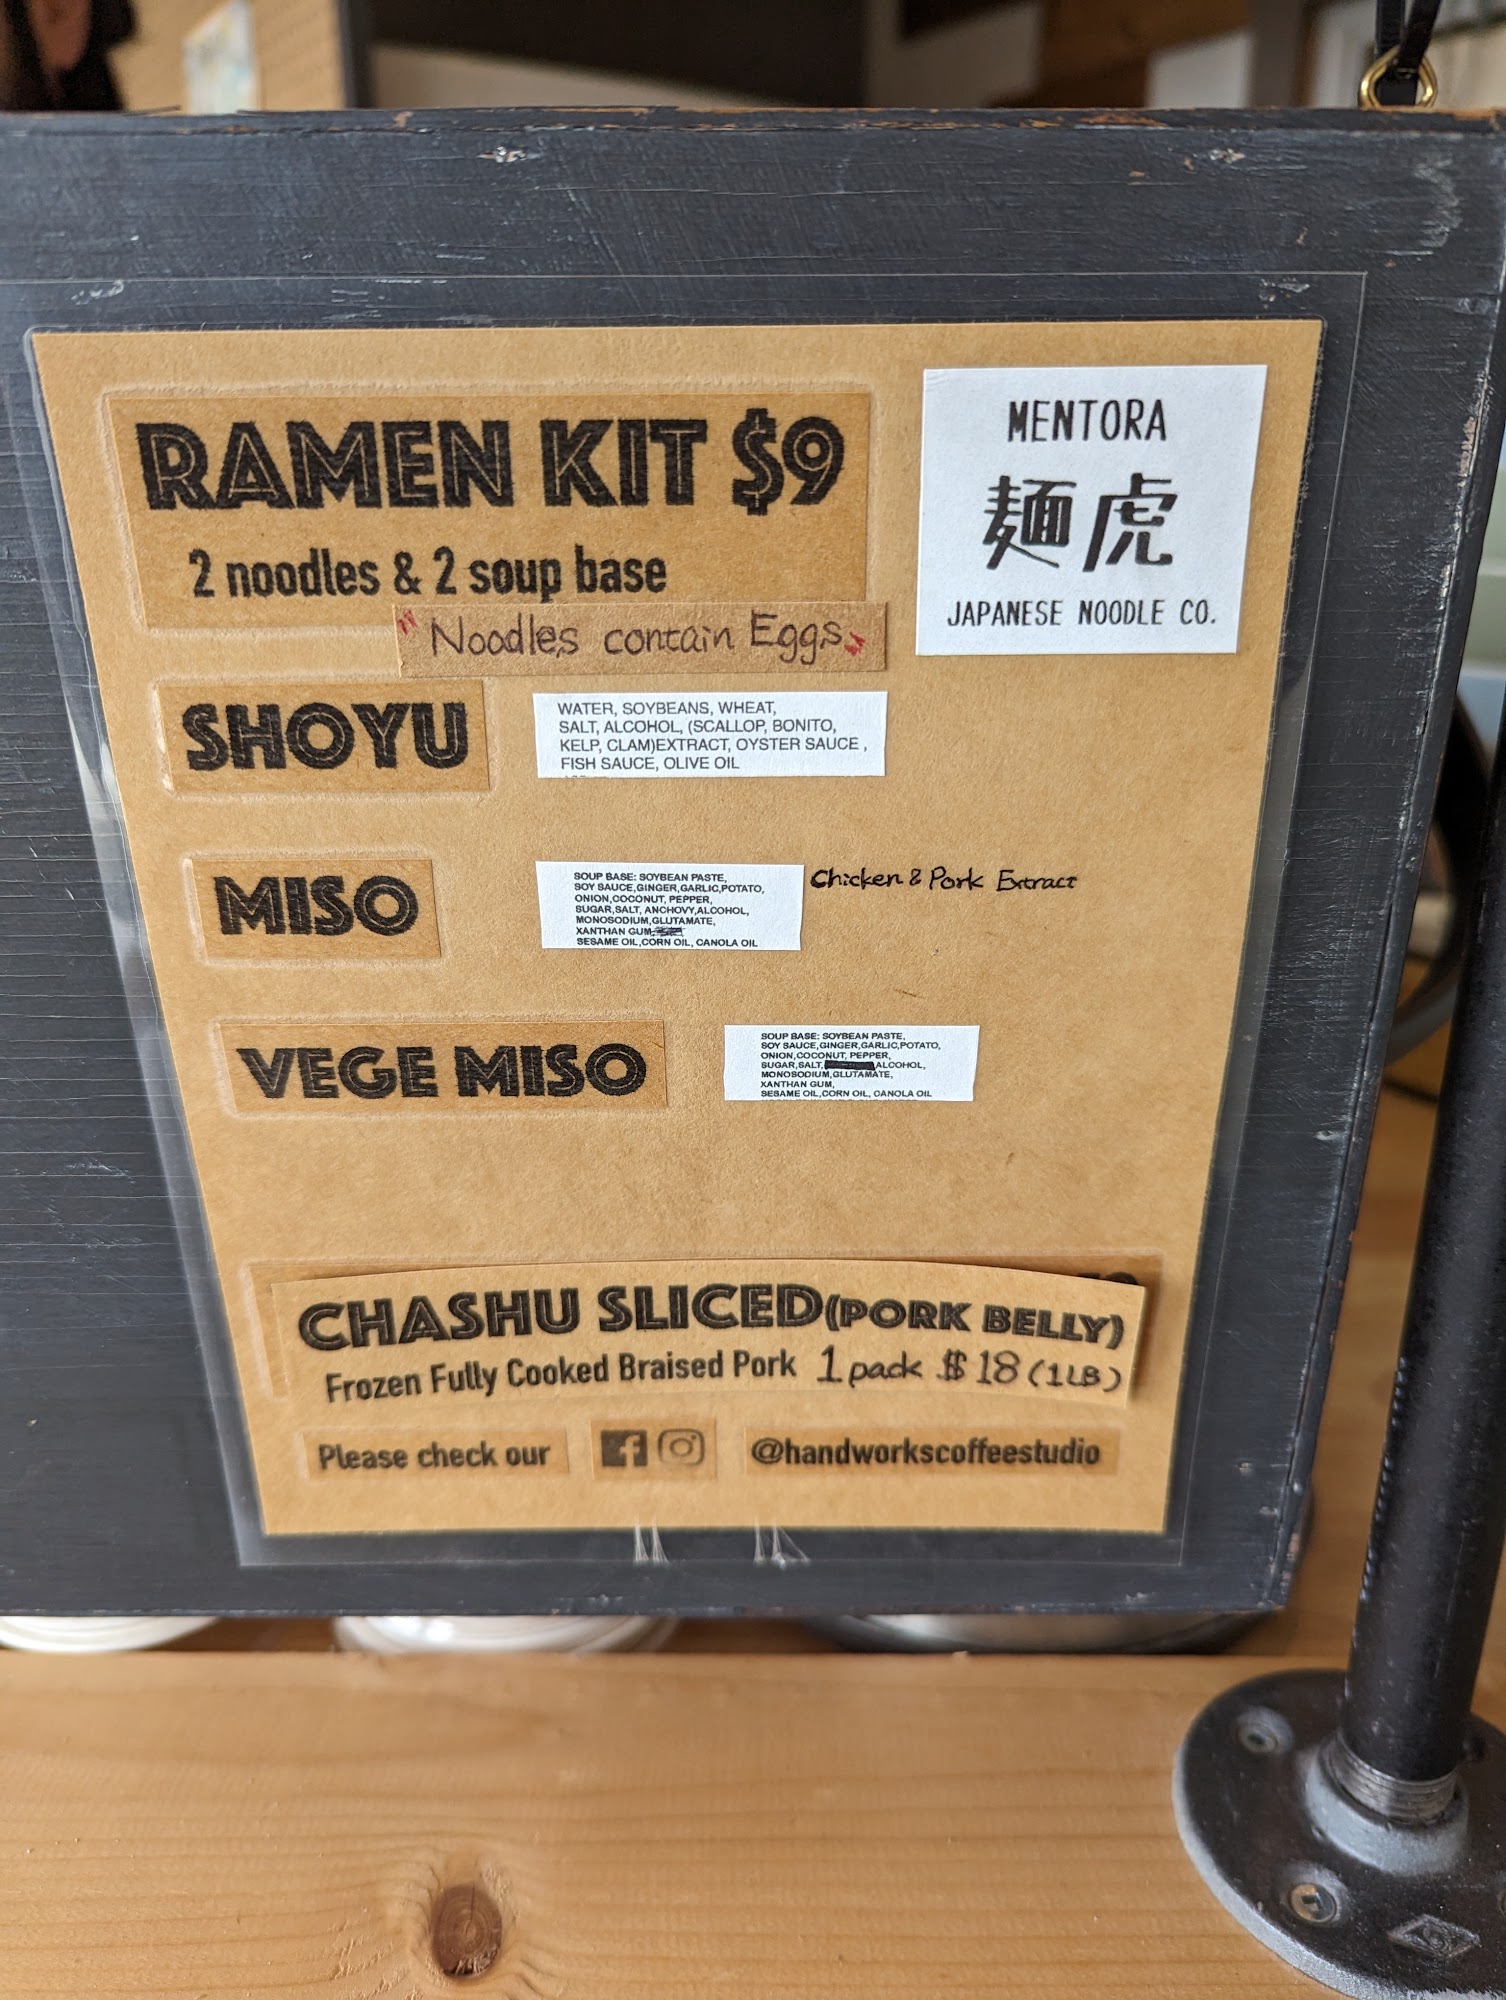 RAMEN KIT $9
2 noodles & 2 soup base
"Noodles contain Eggs"
MENTORA
麺虎
JAPANESE NOODLE CO.
SHOYU
WATER, SOYBEANS, WHEAT,
SALT, ALCOHOL, (SCALLOP, BONITO,
KELP, CLAM)EXTRACT, OYSTER SAUCE ,
FISH SAUCE, OLIVE OIL
MISO
SOUP BASE: SOYBEAN PASTE,
SOY SAUCE,GINGER,GARLIC,POTATO,
ONION,COCONUT, PEPPER,
SUGAR,SALT, ANCHOVY,ALCOHOL,
MONOSODIUM,GLUTAMATE,
XANTHAN GUM,
SESAME OIL,CORN OIL, CANOLA OIL
Chicken & Pork Extract
VEGE MISO
SOUP BASE: SOYBEAN PASTE,
SOY SAUCE,GINGER,GARLIC,POTATO,
ONION,COCONUT, PEPPER,
SUGAR,SALT, ALCOHOL,
MONOSODIUM,GLUTAMATE,
XANTHAN GUM,
SESAME OIL,CORN OIL, CANOLA OIL
CHASHU SLICED(PORK BELLY)
Frozen Fully Cooked Braised Pork 1 pack $18 (1LB)
Please check our
@handworkscoffeestudio